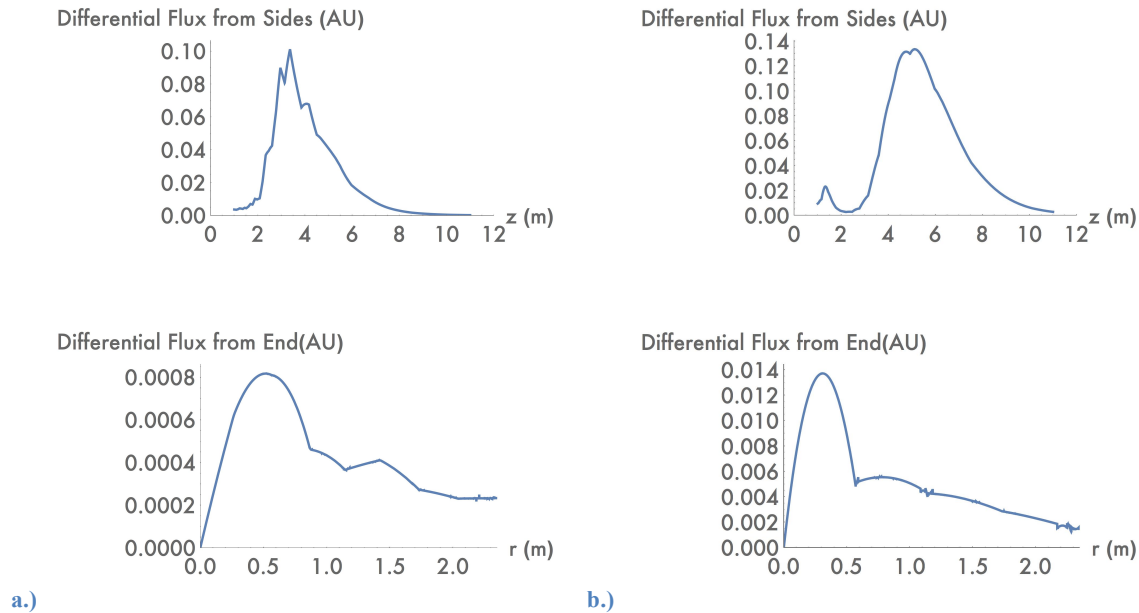 Differential Flux from Sides (AU)
0.10
0.08
0.06
0.04
0.02
0.00
0 2 4 6 8 10 12
z (m)
Differential Flux from End(AU)
0.0008
0.0006
0.0004
0.0002
0.0000
0.0 0.5 1.0 1.5 2.0
r (m)
a.)
Differential Flux from Sides (AU)
0.14
0.12
0.10
0.08
0.06
0.04
0.02
0.00
0 2 4 6 8 10 12
z (m)
Differential Flux from End(AU)
0.014
0.012
0.010
0.008
0.006
0.004
0.002
0.000
0.0 0.5 1.0 1.5 2.0
r (m)
b.)